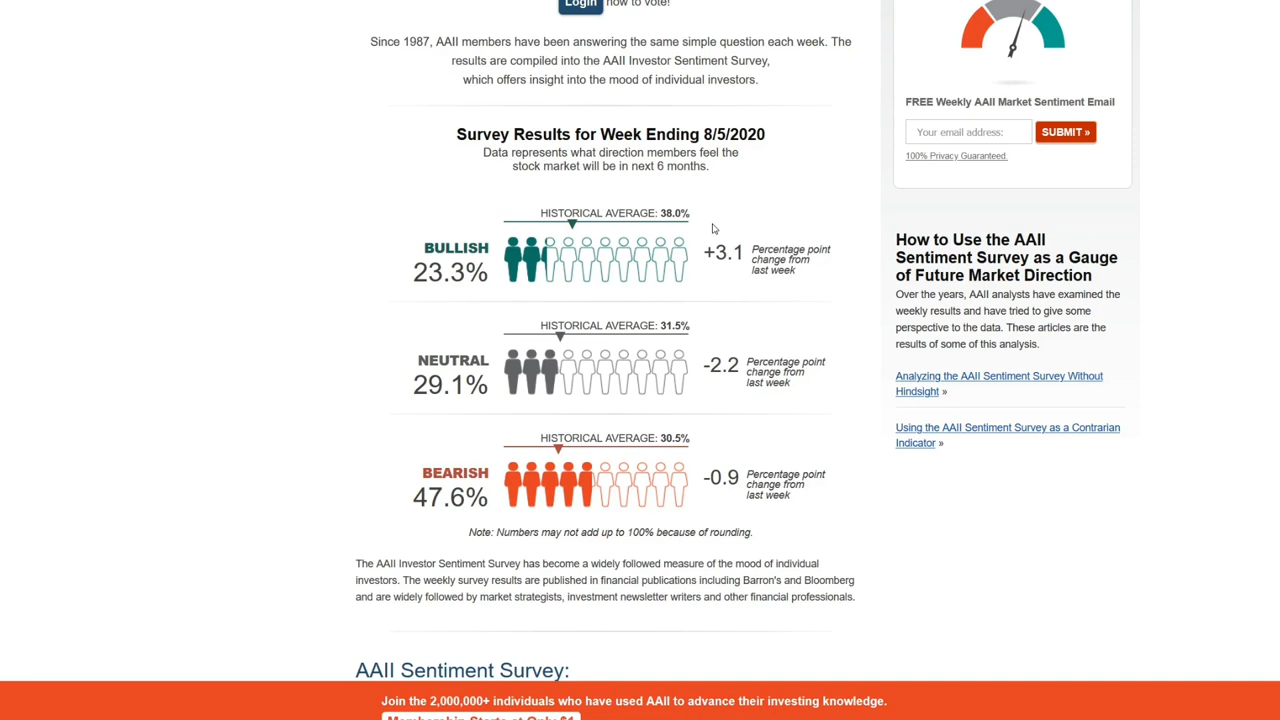 Login now to vote!
Since 1987, AAII members have been answering the same simple question each week. The
results are compiled into the AAII Investor Sentiment Survey,
which offers insight into the mood of individual investors.
Survey Results for Week Ending 8/5/2020
Data represents what direction members feel the
stock market will be in next 6 months.
HISTORICAL AVERAGE: 38.0%
BULLISH
23.3%
+3.1
Percentage point
change from
last week
HISTORICAL AVERAGE: 31.5%
NEUTRAL
29.1%
-2.2
Percentage point
change from
last week
HISTORICAL AVERAGE: 30.5%
BEARISH
47.6%
-0.9
Percentage point
change from
last week
Note: Numbers may not add up to 100% because of rounding.
The AAII Investor Sentiment Survey has become a widely followed measure of the mood of individual
investors. The weekly survey results are published in financial publications including Barron's and Bloomberg
and are widely followed by market strategists, investment newsletter writers and other financial professionals.
AAII Sentiment Survey:
FREE Weekly AAII Market Sentiment Email
Your email address:
SUBMIT »
100% Privacy Guaranteed.
How to Use the AAII
Sentiment Survey as a Gauge
of Future Market Direction
Over the years, AAII analysts have examined the
weekly results and have tried to give some
perspective to the data. These articles are the
results of some of this analysis.
Analyzing the AAII Sentiment Survey Without
Hindsight »
Using the AAII Sentiment Survey as a Contrarian
Indicator »
Join the 2,000,000+ individuals who have used AAII to advance their investing knowledge.
Membership Starts at Only $1